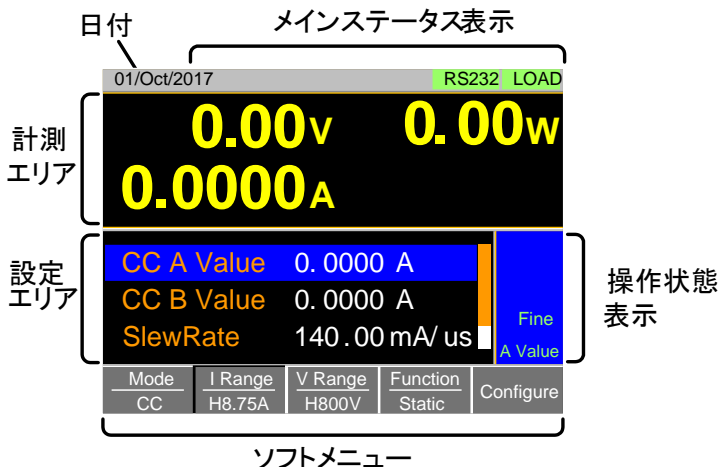 日付
メインステータス表示
01/Oct/2017 RS232 LOAD
計測
エリア
0.00V 0.00W
0.0000A
設定
エリア
CC A Value 0.0000 A
CC B Value 0.0000 A
SlewRate 140.00 mA/us
Fine
A Value
操作状態
表示
Mode I Range V Range Function Configure
CC H8.75A H800V Static
ソフトメニュー